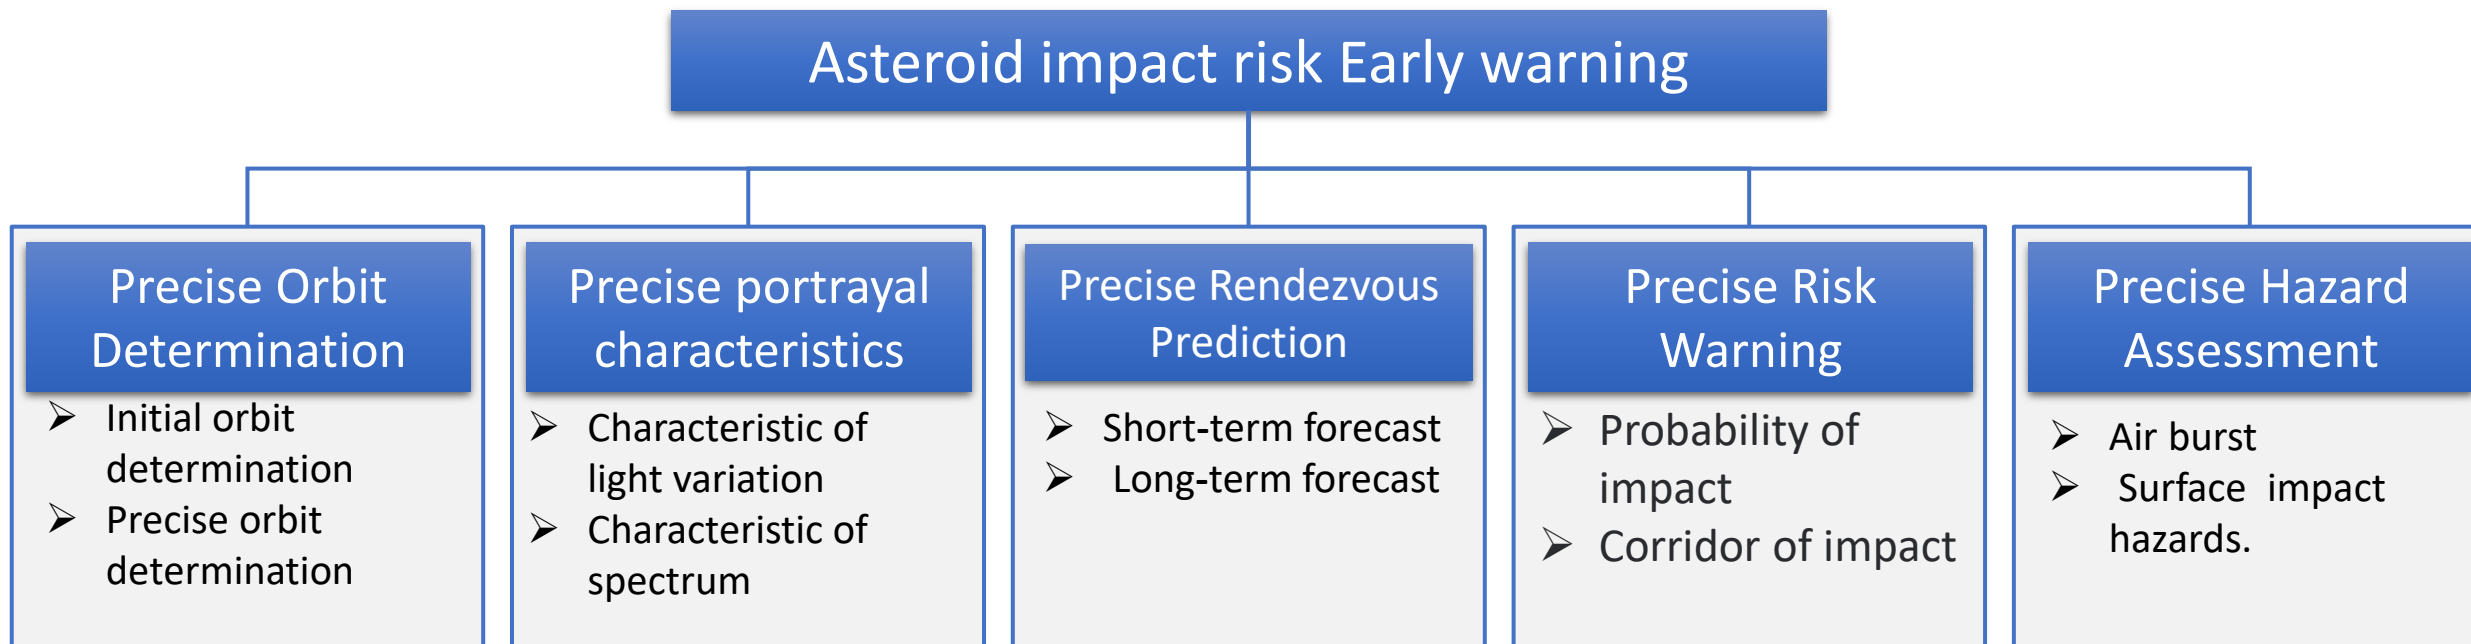 Asteroid impact risk Early warning
Precise Orbit
Determination
➢ Initial orbit
determination
➢ Precise orbit
determination
Precise portrayal
characteristics
➢ Characteristic of
light variation
➢ Characteristic of
spectrum
Precise Rendezvous
Prediction
➢ Short-term forecast
➢ Long-term forecast
Precise Risk
Warning
➢ Probability of
impact
➢ Corridor of impact
Precise Hazard
Assessment
➢ Air burst
➢ Surface impact
hazards.